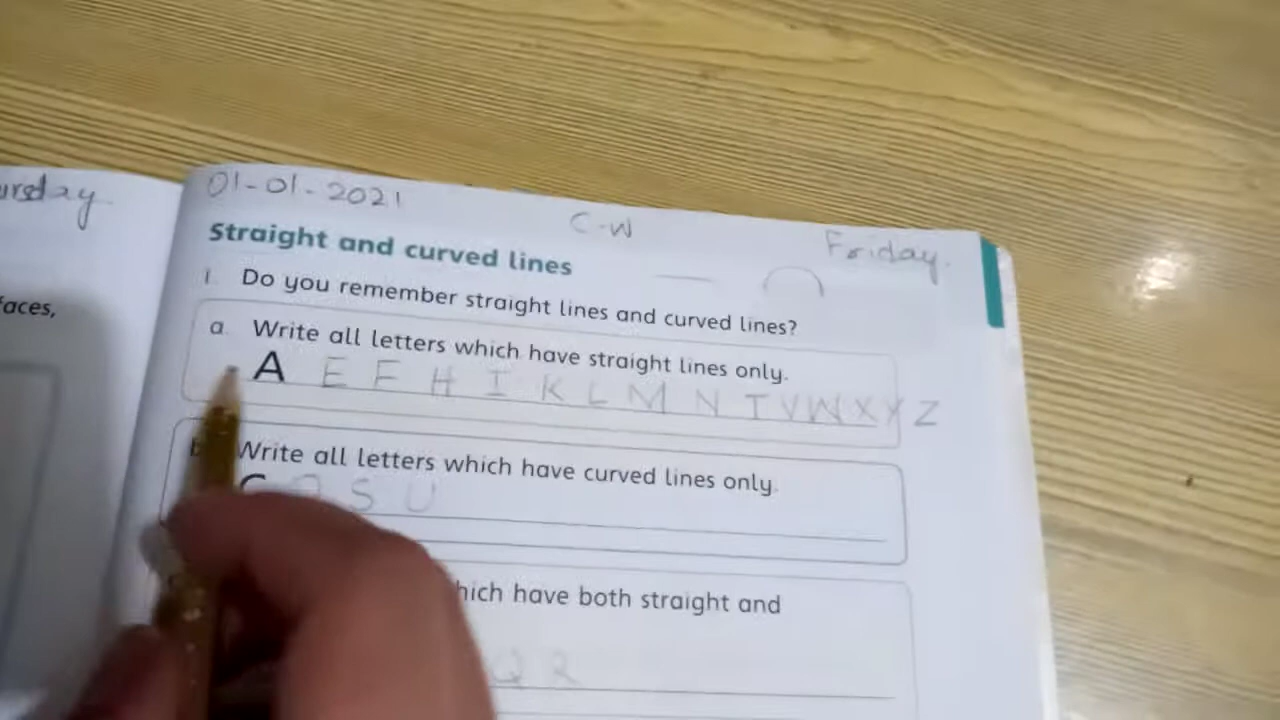 01-01-2021
C-W
Friday.
Straight and curved lines
1. Do you remember straight lines and curved lines?
a. Write all letters which have straight lines only.
A E F H I K L M N T V W X Y Z
faces,
Write all letters which have curved lines only.
S U
which have both straight and
Q R